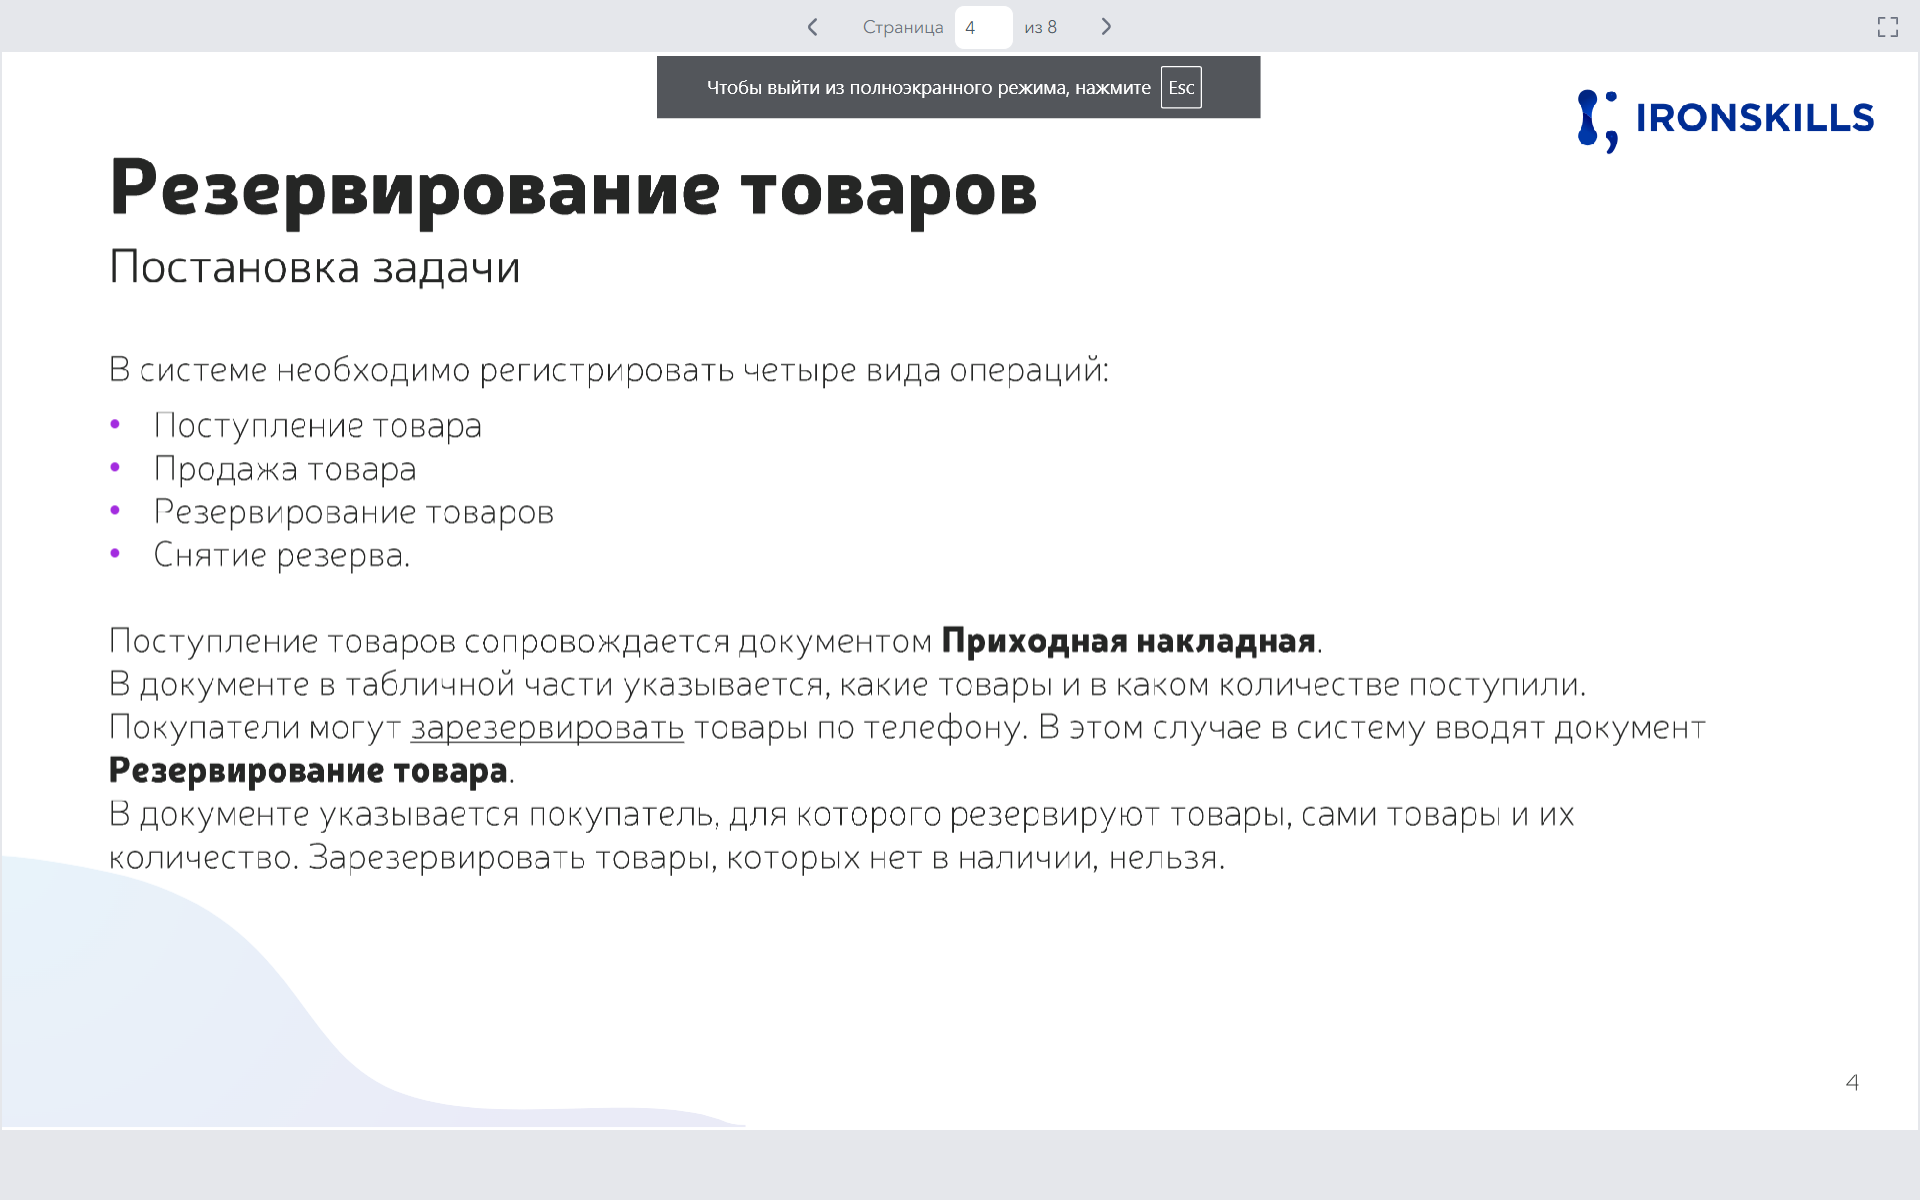 Страница 4 из 8
Чтобы выйти из полноэкранного режима, нажмите Esc
IRONSKILLS
Резервирование товаров
Постановка задачи
В системе необходимо регистрировать четыре вида операций:
• Поступление товара
• Продажа товара
• Резервирование товаров
• Снятие резерва.
Поступление товаров сопровождается документом Приходная накладная.
В документе в табличной части указывается, какие товары и в каком количестве поступили.
Покупатели могут зарезервировать товары по телефону. В этом случае в систему вводят документ
Резервирование товара.
В документе указывается покупатель, для которого резервируют товары, сами товары и их
количество. Зарезервировать товары, которых нет в наличии, нельзя.
4